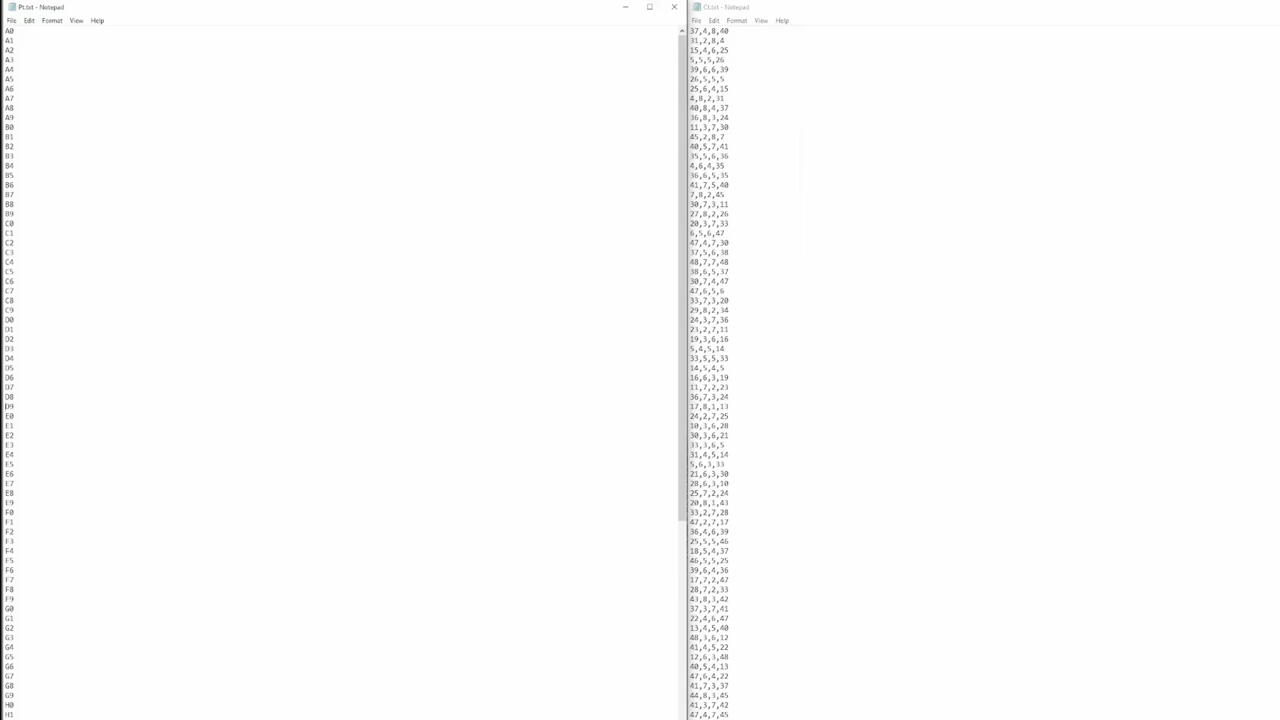 Pt.txt - Notepad
File Edit Format View Help
A0
A1
A2
A3
A4
A5
A6
A7
A8
A9
B0
B1
B2
B3
B4
B5
B6
B7
B8
B9
C0
C1
C2
C3
C4
C5
C6
C7
C8
C9
D0
D1
D2
D3
D4
D5
D6
D7
D8
D9
E0
E1
E2
E3
E4
E5
E6
E7
E8
E9
F0
F1
F2
F3
F4
F5
F6
F7
F8
F9
G0
G1
G2
G3
G4
G5
G6
G7
G8
G9
H0
H1
Ct.txt - Notepad
File Edit Format View Help
37,4,8,40
31,2,8,4
15,4,6,25
5,5,5,26
39,6,6,39
26,5,5,5
25,6,4,15
4,8,2,31
40,8,4,37
36,8,3,24
11,3,7,30
45,2,8,7
40,5,7,41
35,5,6,36
4,6,4,35
36,6,5,35
41,7,5,40
7,8,2,45
30,7,3,11
27,8,2,26
20,3,7,33
6,5,6,47
47,4,7,30
37,5,6,38
48,7,7,48
38,6,5,37
30,7,4,47
47,6,5,6
33,7,3,20
29,8,2,34
24,3,7,36
23,2,7,11
19,3,6,16
5,4,5,14
33,5,5,33
14,5,4,5
16,6,3,19
11,7,2,23
36,7,3,24
17,8,1,13
24,2,7,25
10,3,6,28
30,3,6,21
33,3,6,5
31,4,5,14
5,6,3,33
21,6,3,30
28,6,3,10
25,7,2,24
20,8,1,43
33,2,7,28
47,2,7,17
36,4,6,39
25,5,5,46
18,5,4,37
46,5,5,25
39,6,4,36
17,7,2,47
28,7,2,33
43,8,3,42
37,3,7,41
22,4,6,47
13,4,5,40
48,3,6,12
41,4,5,22
12,6,3,48
40,5,4,13
47,6,4,22
41,7,3,37
44,8,3,45
41,3,7,42
47,4,7,45